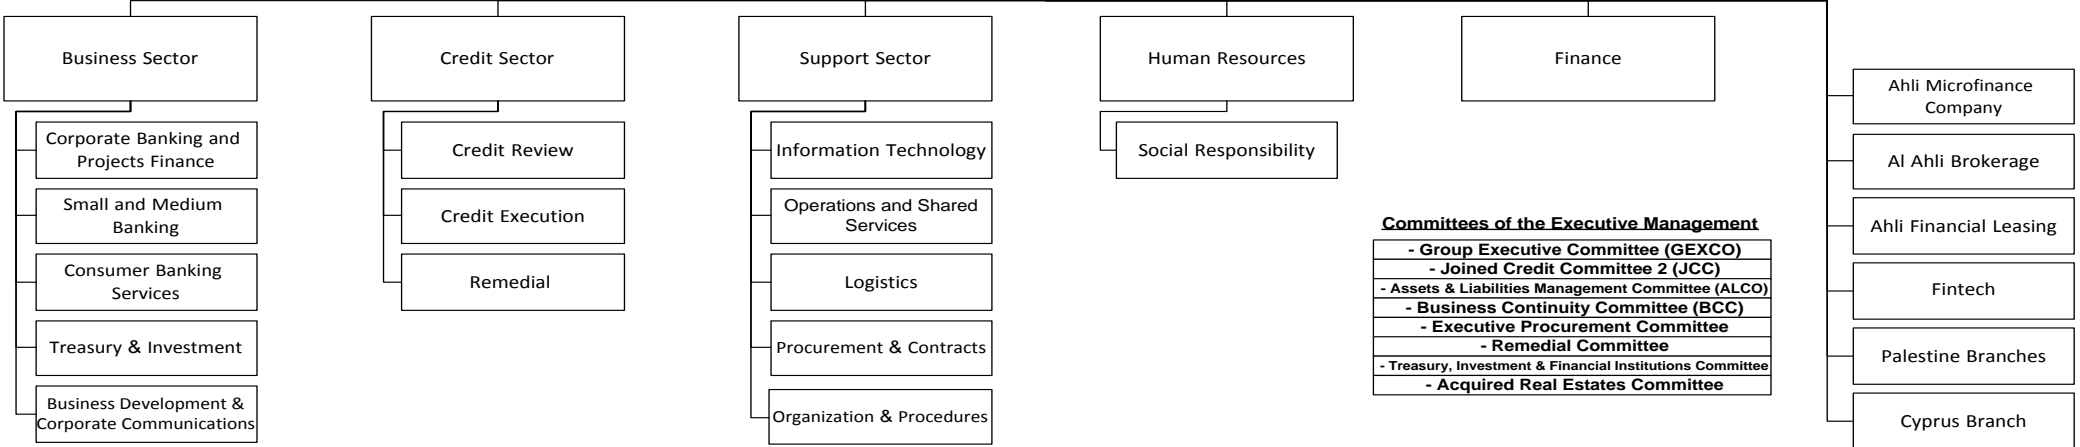 Business Sector
Corporate Banking and
Projects Finance
Small and Medium
Banking
Consumer Banking
Services
Treasury & Investment
Business Development &
Corporate Communications
Credit Sector
Credit Review
Credit Execution
Remedial
Support Sector
Information Technology
Operations and Shared
Services
Logistics
Procurement & Contracts
Organization & Procedures
Human Resources
Social Responsibility
Finance
Committees of the Executive Management
- Group Executive Committee (GEXCO)
- Joined Credit Committee 2 (JCC)
- Assets & Liabilities Management Committee (ALCO)
- Business Continuity Committee (BCC)
- Executive Procurement Committee
- Remedial Committee
- Treasury, Investment & Financial Institutions Committee
- Acquired Real Estates Committee
Ahli Microfinance
Company
Al Ahli Brokerage
Ahli Financial Leasing
Fintech
Palestine Branches
Cyprus Branch